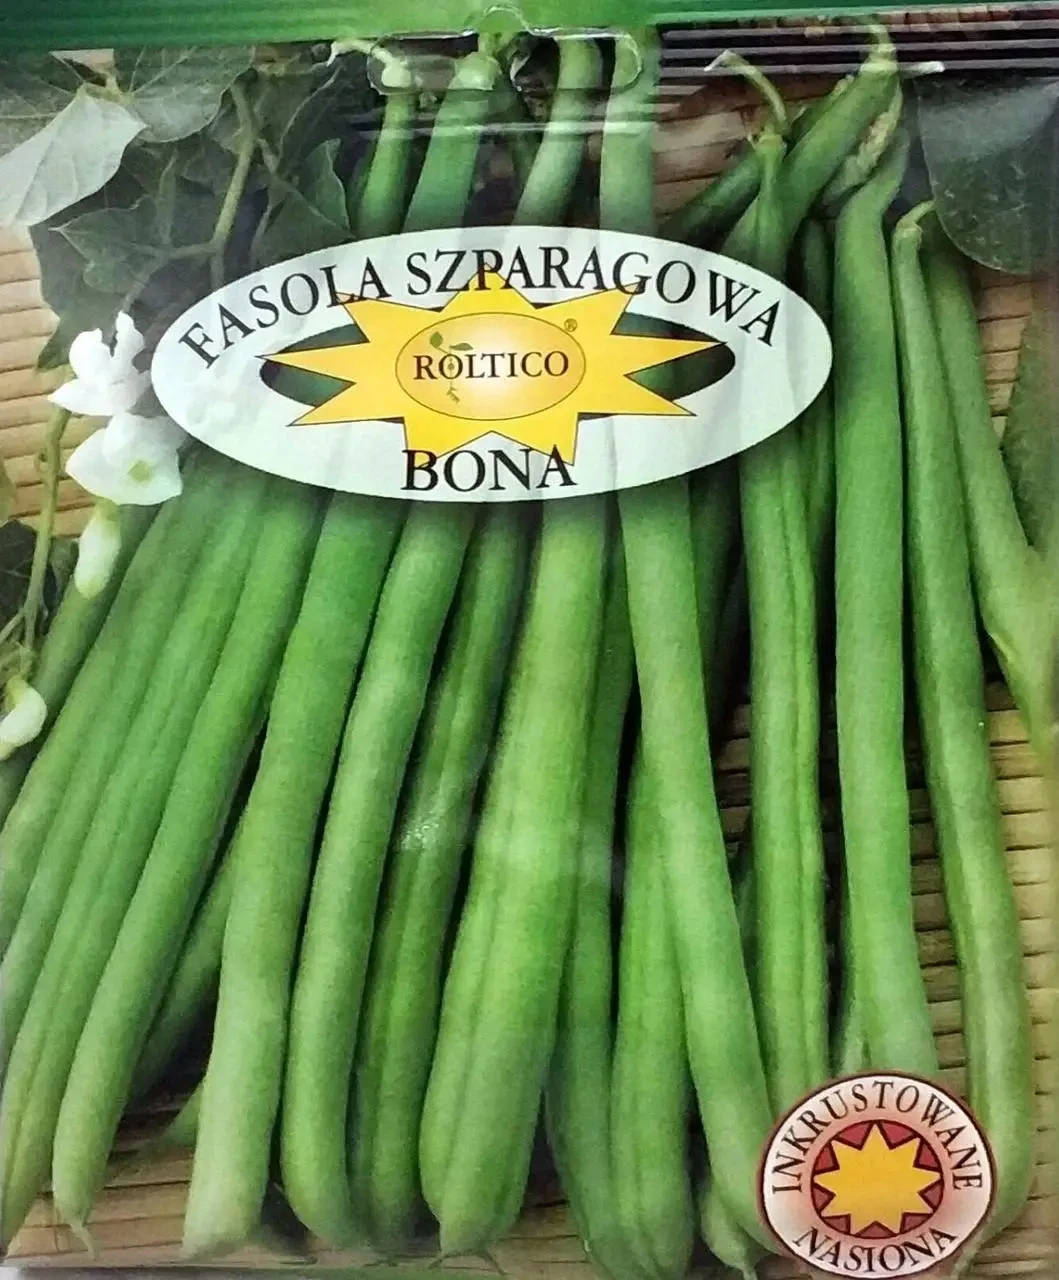 FASOLA SZPARAGOWA
ROLTICO®
BONA
INKRUSTOWANE
NASIONA